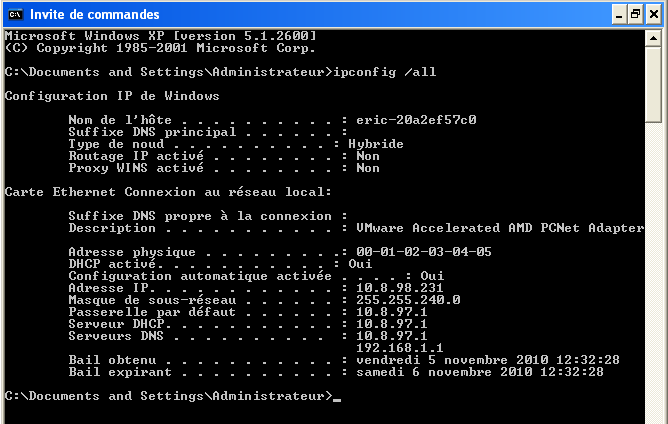 Invite de commandes
Microsoft Windows XP [version 5.1.2600]
(C) Copyright 1985-2001 Microsoft Corp.
C:\Documents and Settings\Administrateur>ipconfig /all
Configuration IP de Windows
Nom de l'hôte . . . . . . . . . . : eric-20a2ef57c0
Suffixe DNS principal . . . . . . :
Type de noud . . . . . . . . . . : Hybride
Routage IP activé . . . . . . . . : Non
Proxy WINS activé . . . . . . . . : Non
Carte Ethernet Connexion au réseau local:
Suffixe DNS propre à la connexion :
Description . . . . . . . . . . . : VMware Accelerated AMD PCNet Adapter
Adresse physique . . . . . . . . .: 00-01-02-03-04-05
DHCP activé. . . . . . . . . . . : Oui
Configuration automatique activée . . . . : Oui
Adresse IP. . . . . . . . . . . . : 10.8.98.231
Masque de sous-réseau . . . . . . : 255.255.240.0
Passerelle par défaut . . . . . . : 10.8.97.1
Serveur DHCP. . . . . . . . . . . : 10.8.97.1
Serveurs DNS . . . . . . . . . . : 10.8.97.1
192.168.1.1
Bail obtenu . . . . . . . . . . . : vendredi 5 novembre 2010 12:32:28
Bail expirant . . . . . . . . . . : samedi 6 novembre 2010 12:32:28
C:\Documents and Settings\Administrateur>_